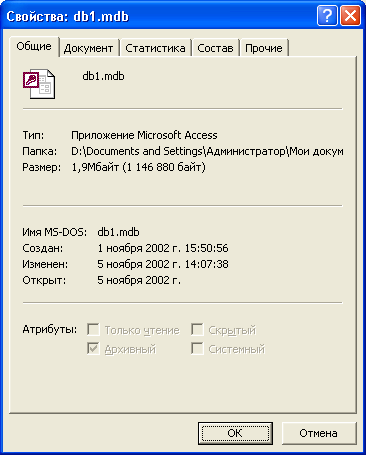 Свойства: db1.mdb
Общие Документ Статистика Состав Прочие
db1.mdb
Тип: Приложение Microsoft Access
Папка: D:\Documents and Settings\Администратор\Мои докум
Размер: 1,9Мбайт (1 146 880 байт)
Имя MS-DOS: db1.mdb
Создан: 1 ноября 2002 г. 15:50:56
Изменен: 5 ноября 2002 г. 14:07:38
Открыт: 5 ноября 2002 г.
Атрибуты: Только чтение Скрытый
Архивный Системный
ОК Отмена